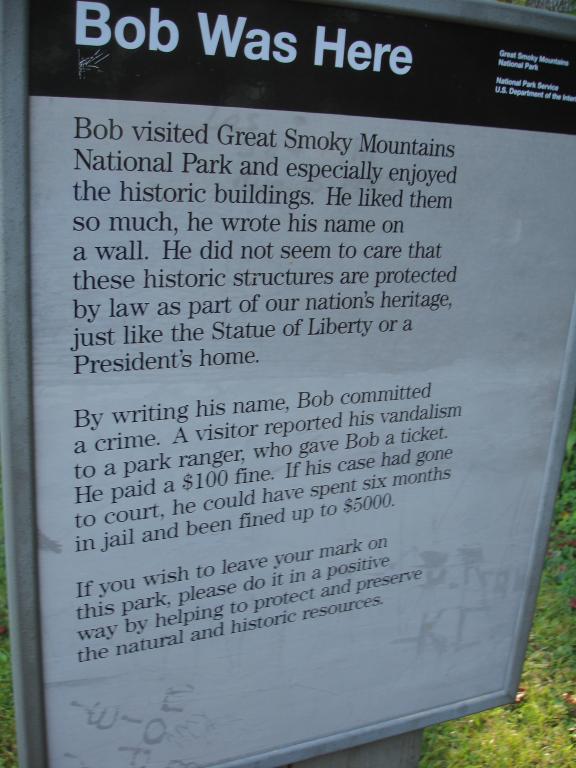 Bob Was Here
Great Smoky Mountains
National Park
National Park Service
U.S. Department of the
Bob visited Great Smoky Mountains
National Park and especially enjoyed
the historic buildings. He liked them
so much, he wrote his name on
a wall. He did not seem to care that
these historic structures are protected
by law as part of our nation's heritage,
just like the Statue of Liberty or a
President's home.
By writing his name, Bob committed
a crime. A visitor reported his vandalism
to a park ranger, who gave Bob a ticket.
He paid a $100 fine. If his case had gone
to court, he could have spent six months
in jail and been fined up to $5000.
If you wish to leave your mark on
this park, please do it in a positive
way by helping to protect and preserve
the natural and historic resources.